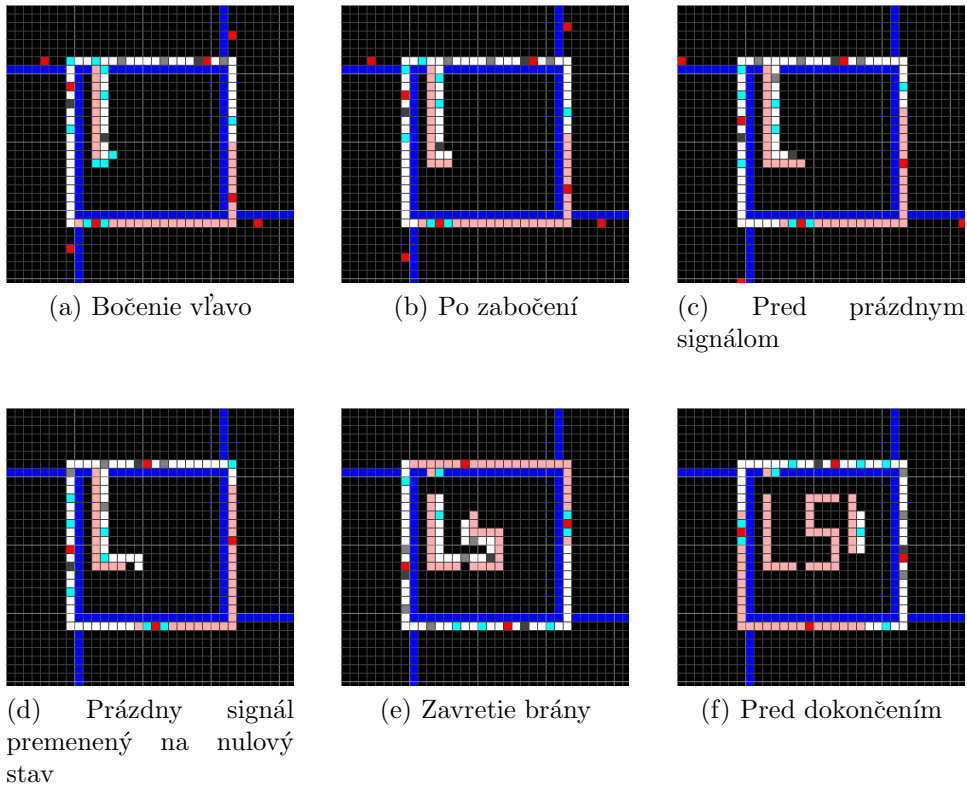 (a) Bočenie vľavo
(b) Po zabočení
(c) Pred prázdnym
signálom
(d) Prázdny signál
premenený na nulový
stav
(e) Zavretie brány
(f) Pred dokončením